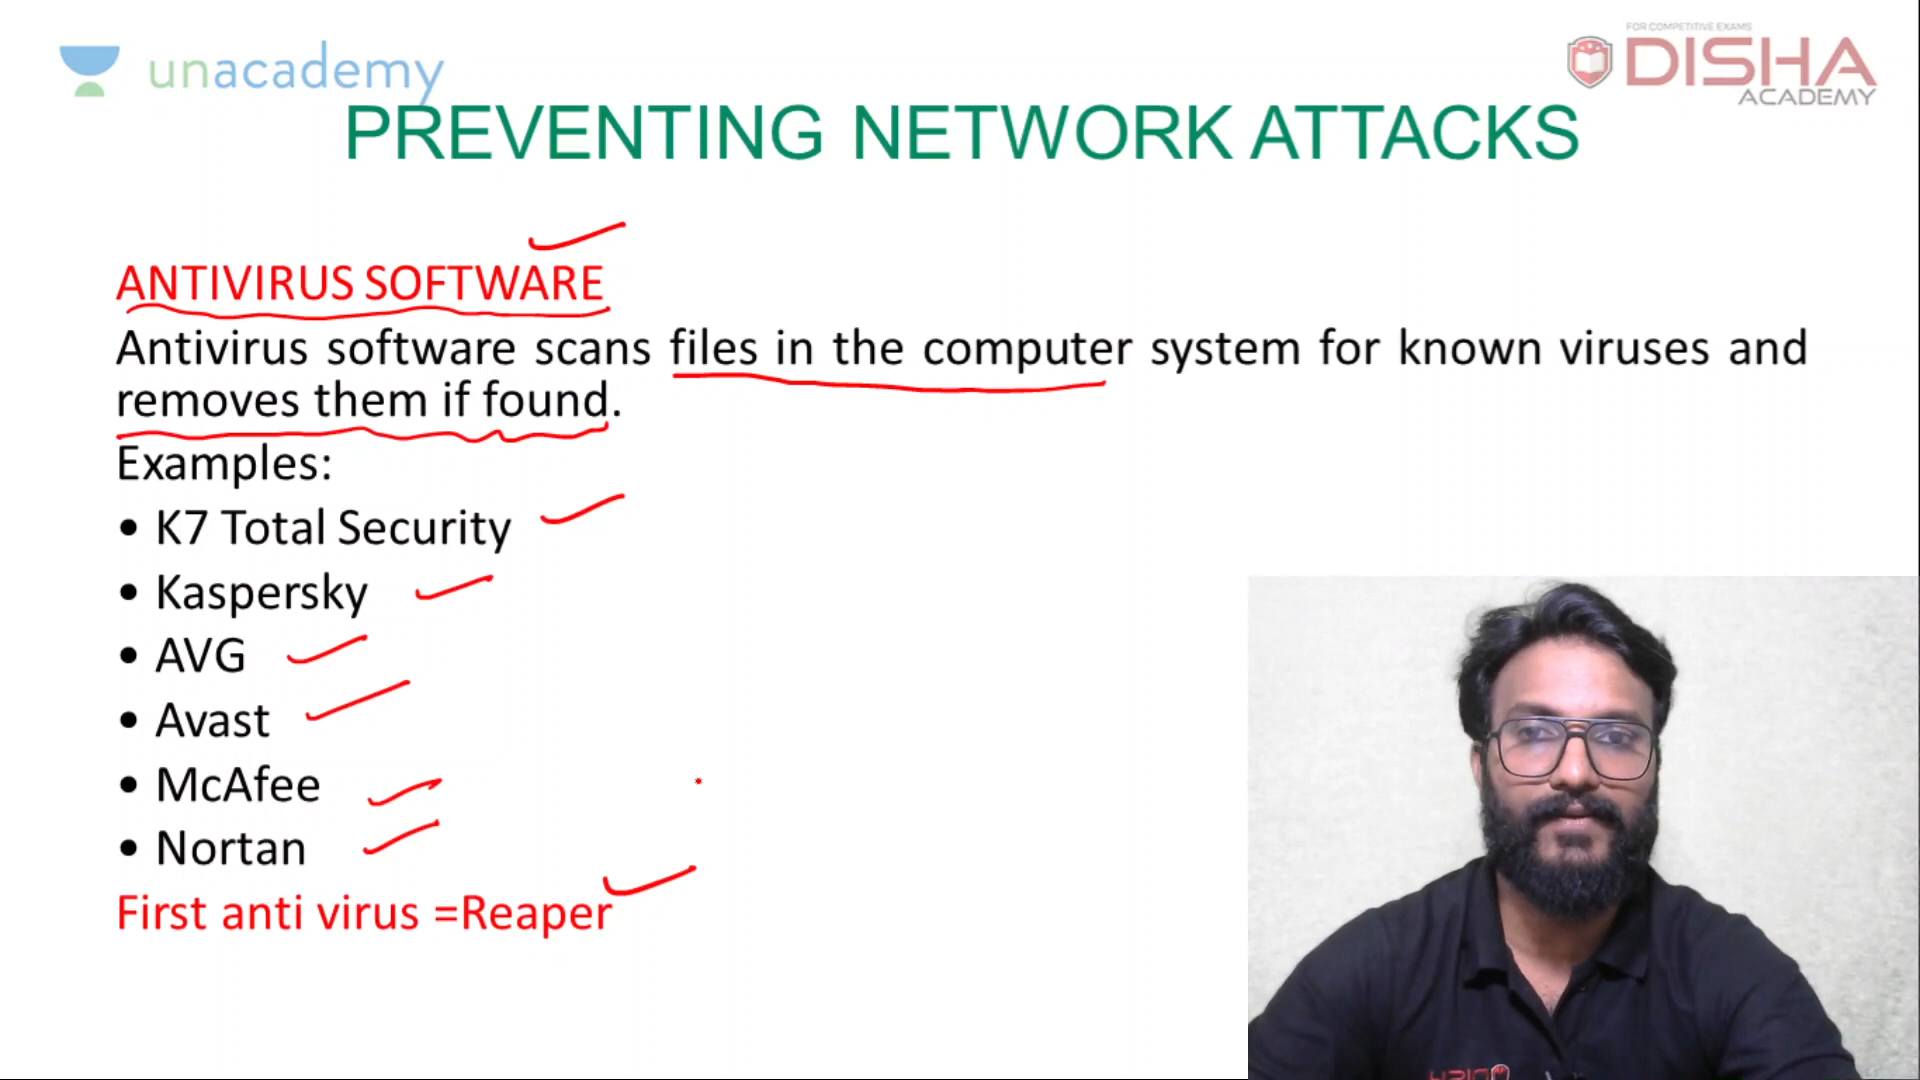 unacademy
FOR COMPETITIVE EXAMS
DISHA
ACADEMY
PREVENTING NETWORK ATTACKS
ANTIVIRUS SOFTWARE
Antivirus software scans files in the computer system for known viruses and
removes them if found.
Examples:
• K7 Total Security
• Kaspersky
• AVG
• Avast
• McAfee
• Nortan
First anti virus =Reaper